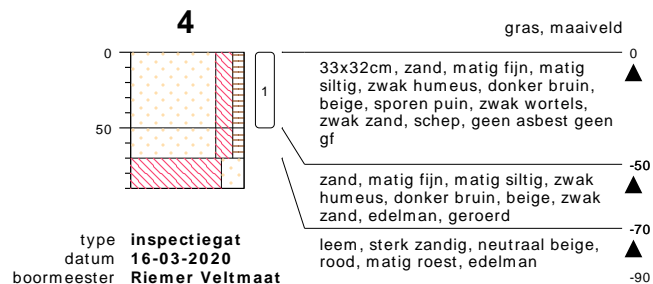 4
gras, maaiveld
0
0
33x32cm, zand, matig fijn, matig
siltig, zwak humeus, donker bruin,
beige, sporen puin, zwak wortels,
zwak zand, schep, geen asbest geen
gf
1
50
-50
zand, matig fijn, matig siltig, zwak
humeus, donker bruin, beige, zwak
zand, edelman, geroerd
-70
leem, sterk zandig, neutraal beige,
rood, matig roest, edelman
-90
type inspectiegat
datum 16-03-2020
boormeester Riemer Veltmaat